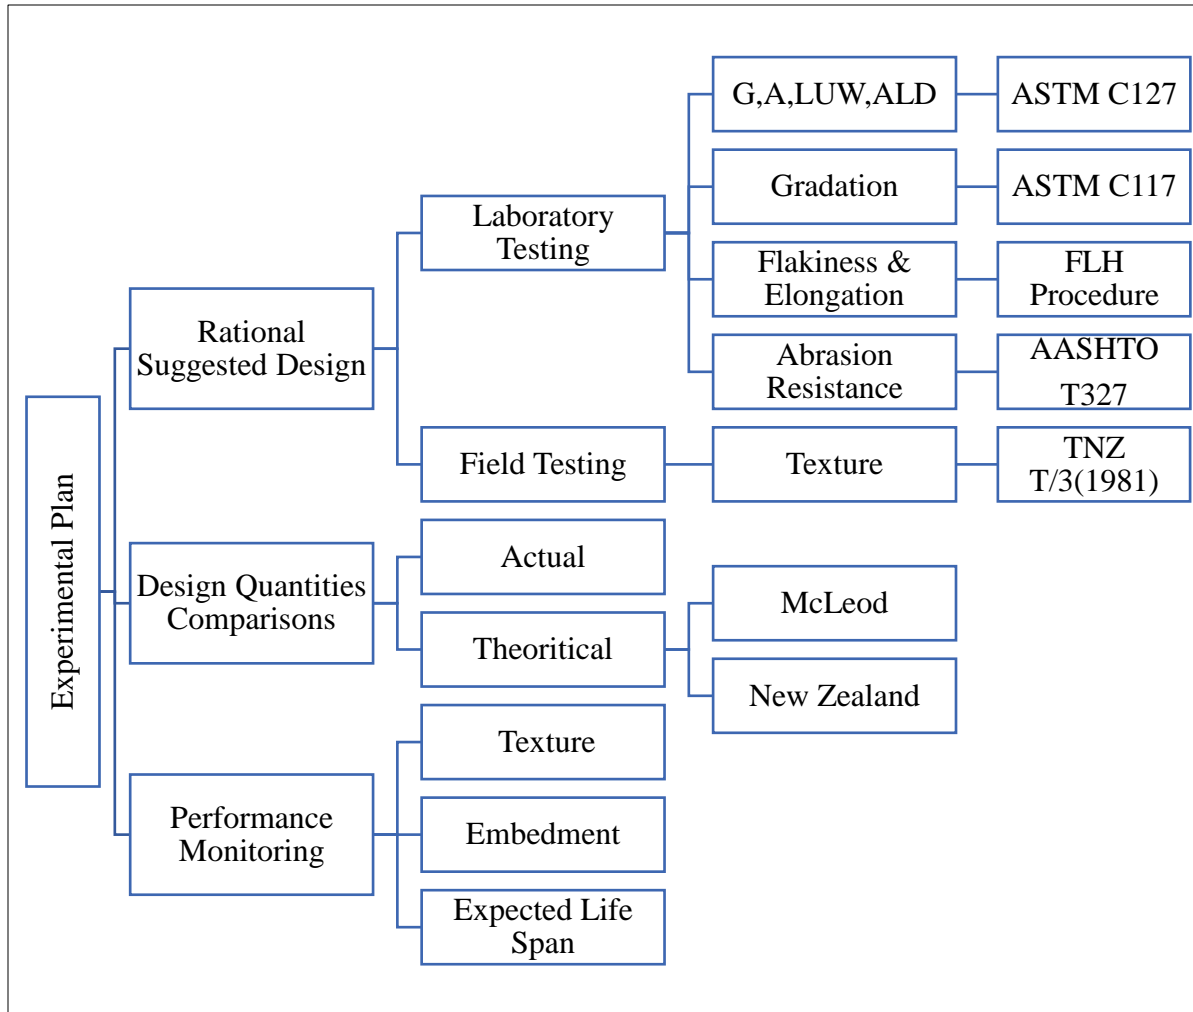 Experimental Plan
Rational
Suggested Design
Laboratory
Testing
G,A,LUW,ALD
ASTM C127
Gradation
ASTM C117
Flakiness &
Elongation
FLH
Procedure
Abrasion
Resistance
AASHTO
T327
Field Testing
Texture
TNZ
T/3(1981)
Design Quantities
Comparisons
Actual
Theoritical
McLeod
New Zealand
Performance
Monitoring
Texture
Embedment
Expected Life
Span